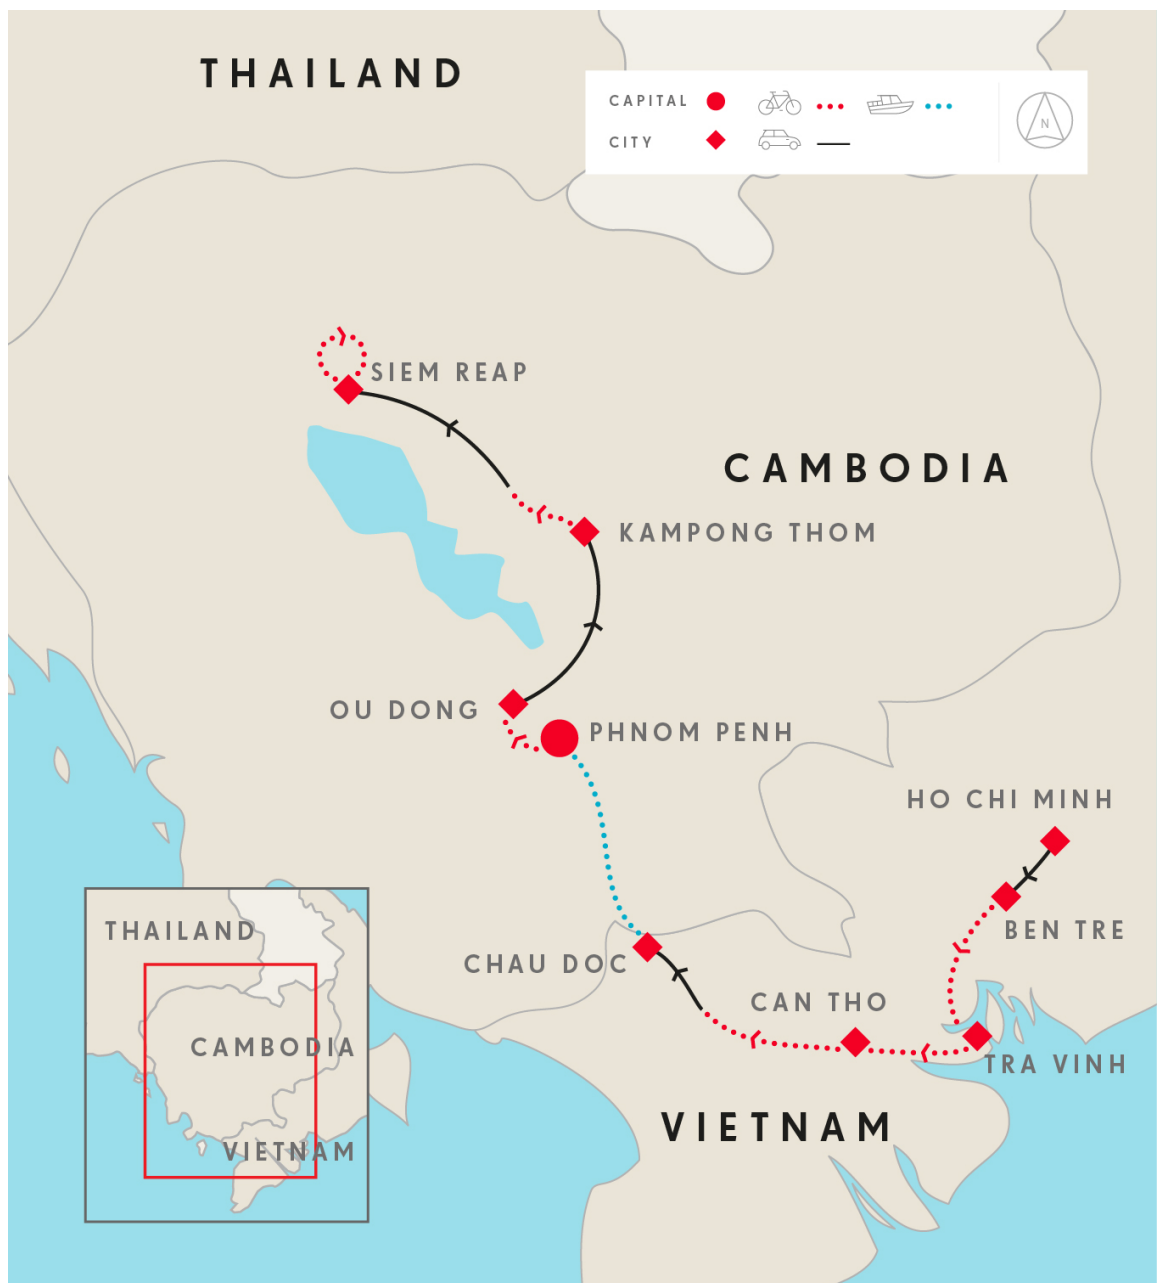 THAILAND
CAPITAL
CITY
N
SIEM REAP
CAMBODIA
KAMPONG THOM
OU DONG
PHNOM PENH
HO CHI MINH
BEN TRE
CHAU DOC
CAN THO
TRA VINH
VIETNAM
THAILAND
CAMBODIA
VIETNAM